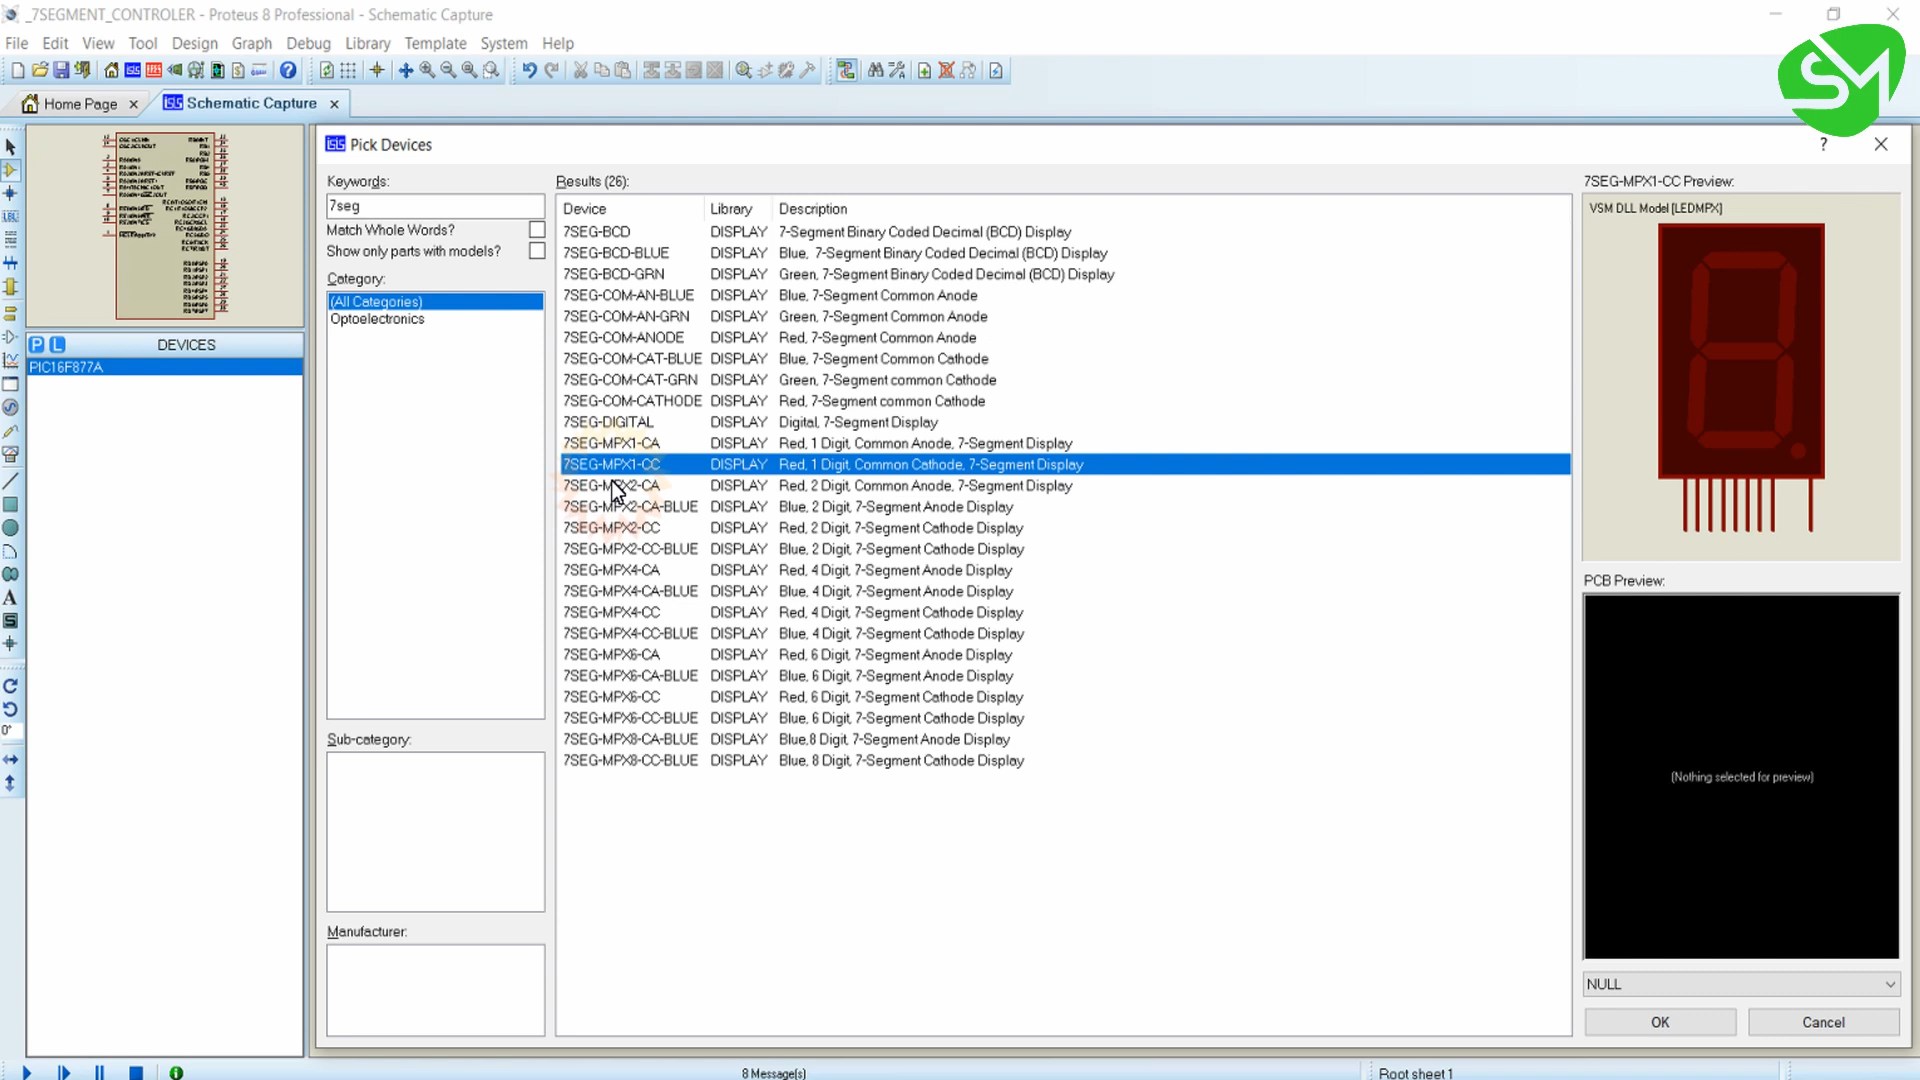 _7SEGMENT_CONTROLER - Proteus 8 Professional - Schematic Capture
File Edit View Tool Design Graph Debug Library Template System Help
SM
Home Page
Schematic Capture
DEVICES
PIC16F877A
Pick Devices
Keywords:
7seg
Match Whole Words?
Show only parts with models?
Category:
(All Categories)
Optoelectronics
Sub-category:
Manufacturer:
Results (26):
Device Library Description
7SEG-BCD DISPLAY 7-Segment Binary Coded Decimal (BCD) Display
7SEG-BCD-BLUE DISPLAY Blue, 7-Segment Binary Coded Decimal (BCD) Display
7SEG-BCD-GRN DISPLAY Green, 7-Segment Binary Coded Decimal (BCD) Display
7SEG-COM-AN-BLUE DISPLAY Blue, 7-Segment Common Anode
7SEG-COM-AN-GRN DISPLAY Green, 7-Segment Common Anode
7SEG-COM-ANODE DISPLAY Red, 7-Segment Common Anode
7SEG-COM-CAT-BLUE DISPLAY Blue, 7-Segment Common Cathode
7SEG-COM-CAT-GRN DISPLAY Green, 7-Segment common Cathode
7SEG-COM-CATHODE DISPLAY Red, 7-Segment common Cathode
7SEG-DIGITAL DISPLAY Digital, 7-Segment Display
7SEG-MPX1-CA DISPLAY Red, 1 Digit, Common Anode, 7-Segment Display
7SEG-MPX1-CC DISPLAY Red, 1 Digit, Common Cathode, 7-Segment Display
7SEG-MPX2-CA DISPLAY Red, 2 Digit, Common Anode, 7-Segment Display
7SEG-MPX2-CA-BLUE DISPLAY Blue, 2 Digit, 7-Segment Anode Display
7SEG-MPX2-CC DISPLAY Red, 2 Digit, 7-Segment Cathode Display
7SEG-MPX2-CC-BLUE DISPLAY Blue, 2 Digit, 7-Segment Cathode Display
7SEG-MPX4-CA DISPLAY Red, 4 Digit, 7-Segment Anode Display
7SEG-MPX4-CA-BLUE DISPLAY Blue, 4 Digit, 7-Segment Anode Display
7SEG-MPX4-CC DISPLAY Red, 4 Digit, 7-Segment Cathode Display
7SEG-MPX4-CC-BLUE DISPLAY Blue, 4 Digit, 7-Segment Cathode Display
7SEG-MPX6-CA DISPLAY Red, 6 Digit, 7-Segment Anode Display
7SEG-MPX6-CA-BLUE DISPLAY Blue, 6 Digit, 7-Segment Anode Display
7SEG-MPX6-CC DISPLAY Red, 6 Digit, 7-Segment Cathode Display
7SEG-MPX6-CC-BLUE DISPLAY Blue, 6 Digit, 7-Segment Cathode Display
7SEG-MPX8-CA-BLUE DISPLAY Blue,8 Digit, 7-Segment Anode Display
7SEG-MPX8-CC-BLUE DISPLAY Blue, 8 Digit, 7-Segment Cathode Display
7SEG-MPX1-CC Preview:
VSM DLL Model [LEDMPX]
PCB Preview:
(Nothing selected for preview)
NULL
OK
Cancel
8 Message(s)
Root sheet 1